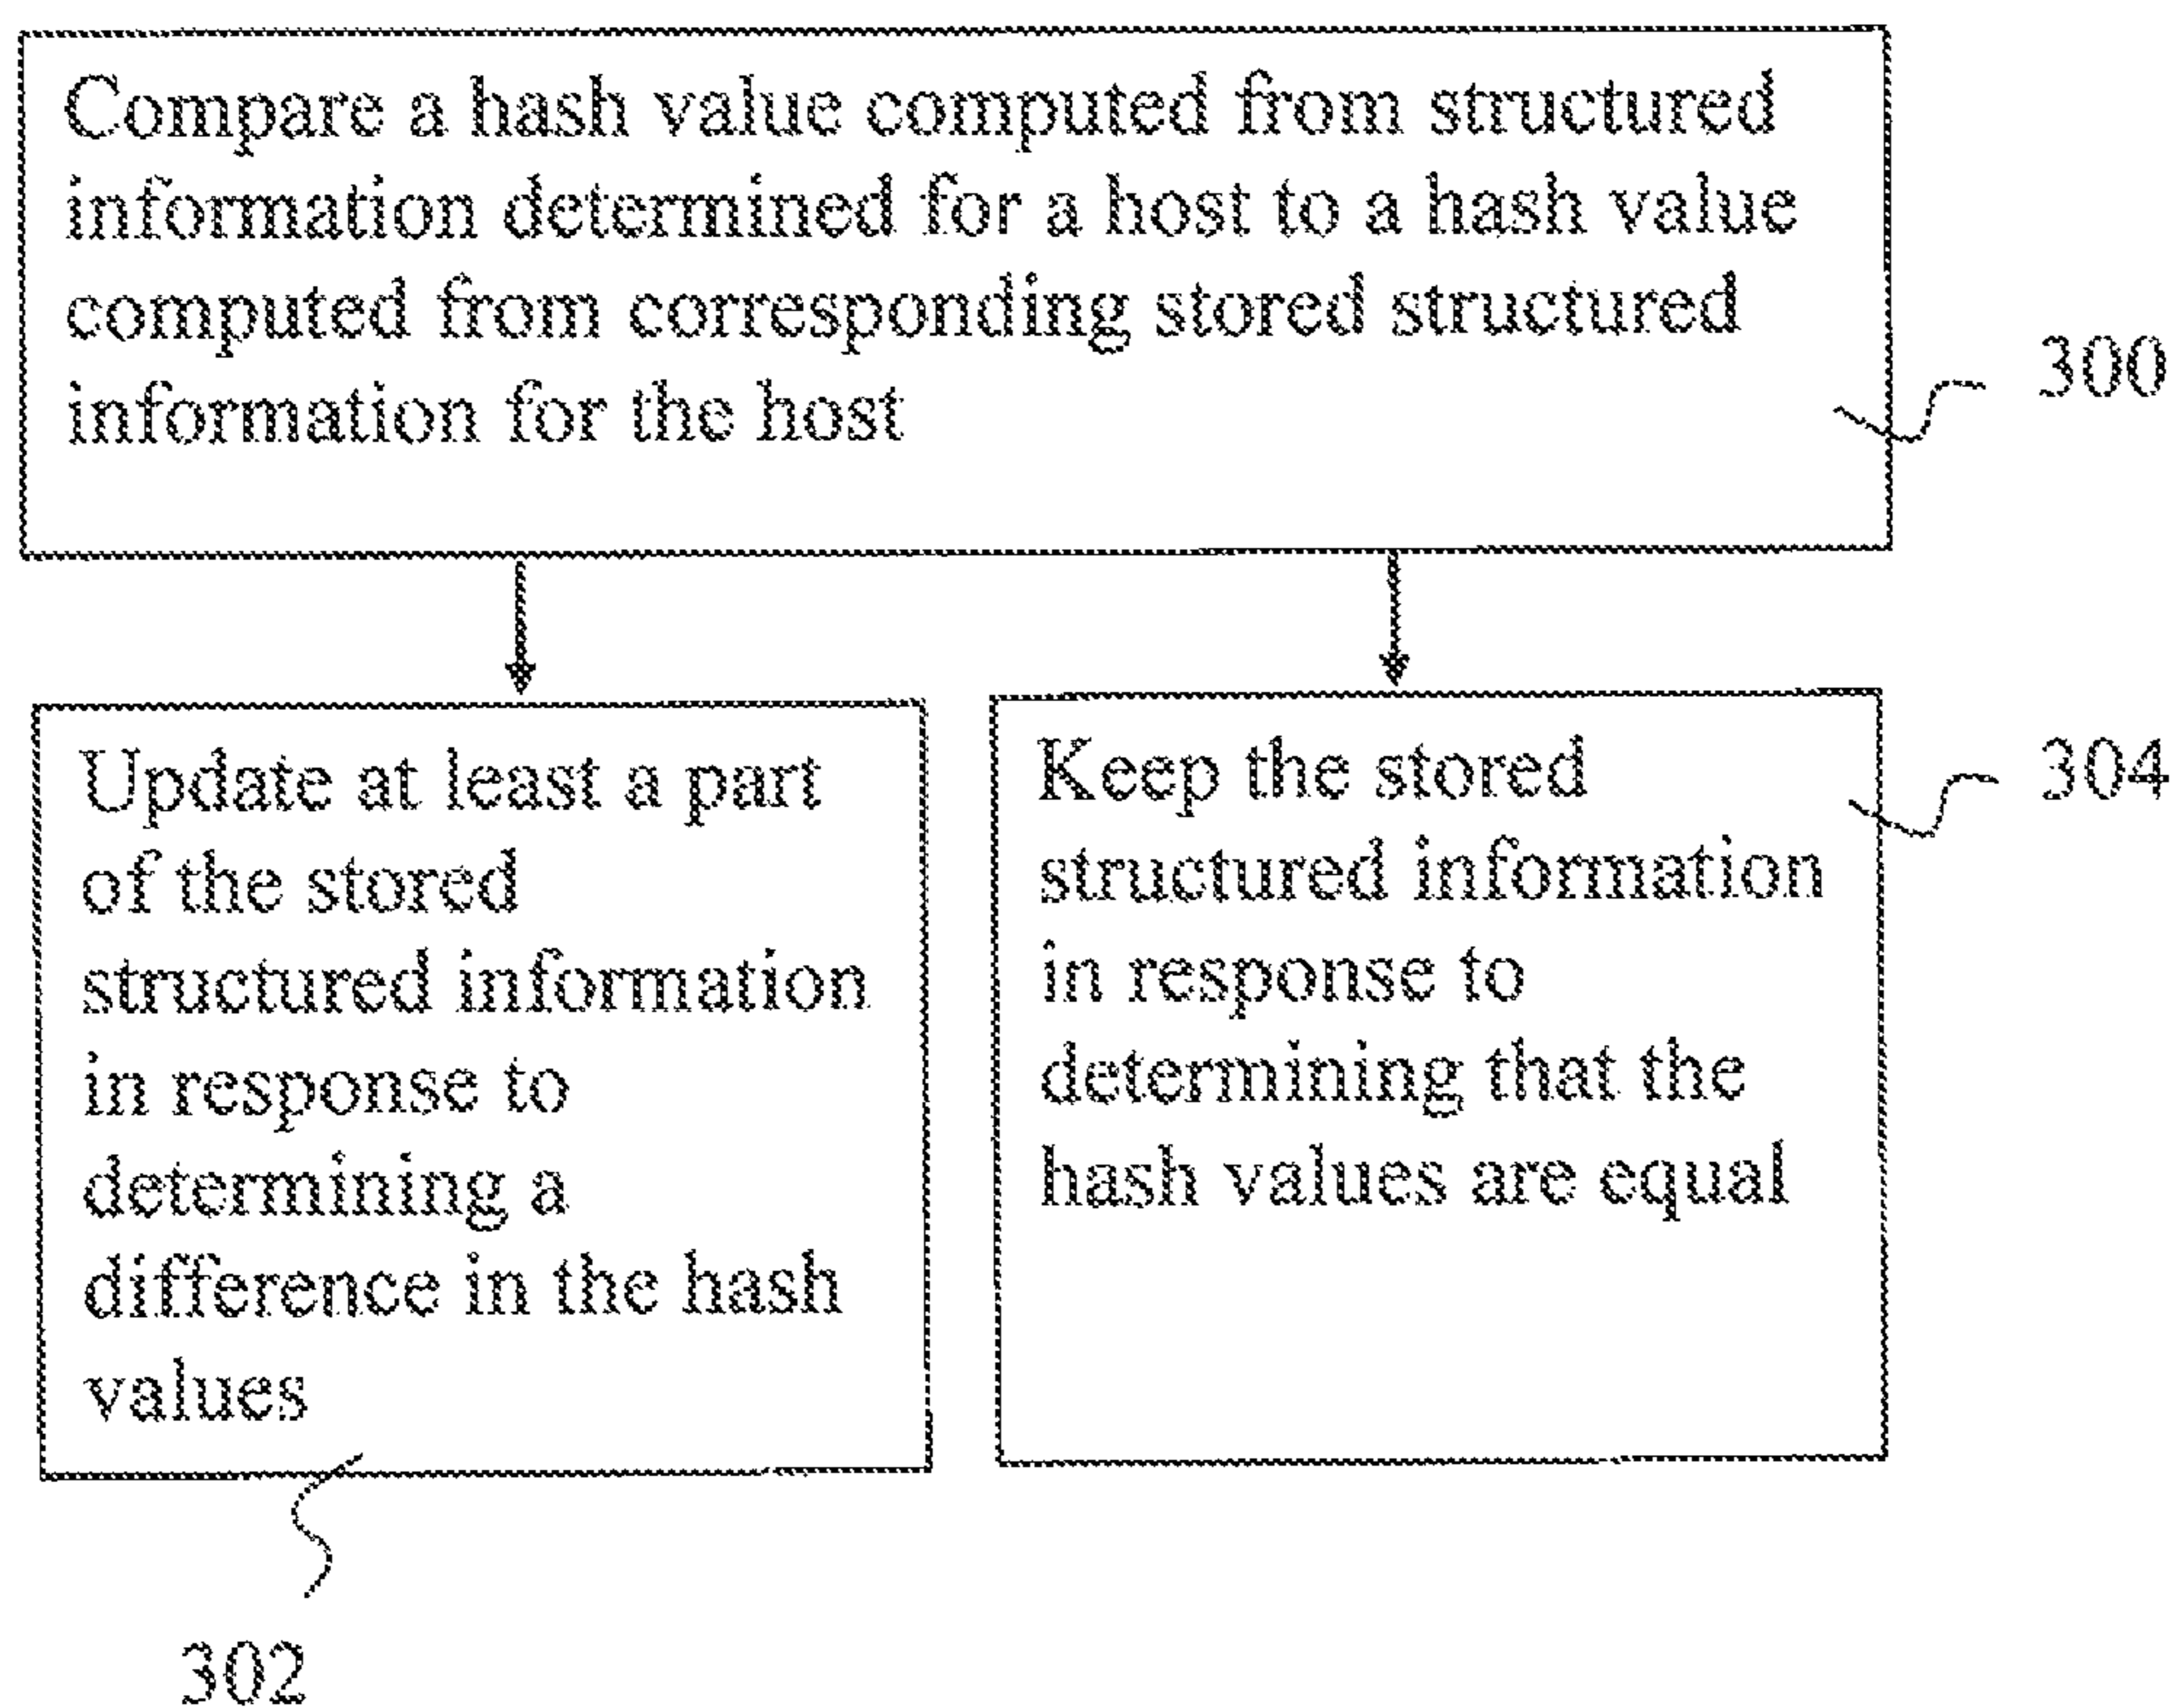 Compare a hash value computed from structured
information determined for a host to a hash value
computed from corresponding stored structured
information for the host
300
Update at least a part
of the stored
structured information
in response to
determining a
difference in the hash
values
302
Keep the stored
structured information
in response to
determining that the
hash values are equal
304